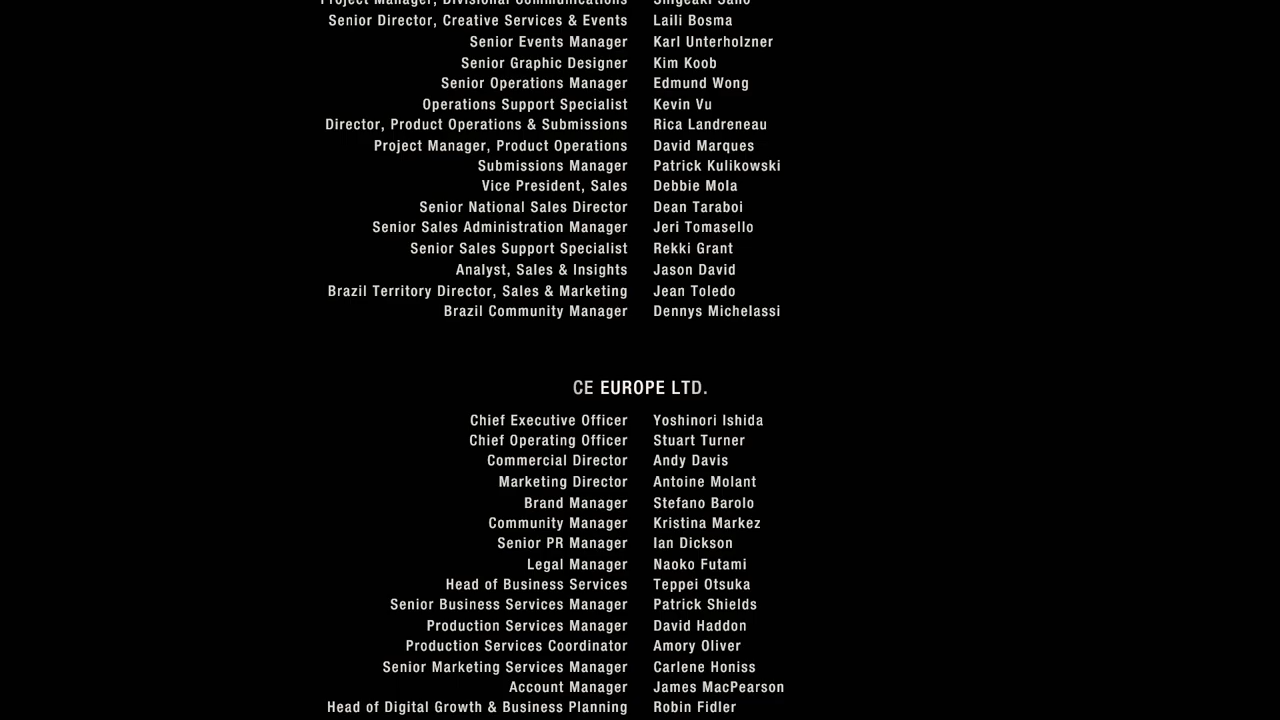 Project Manager, Divisional Communications Shigeaki Sano
Senior Director, Creative Services & Events Laili Bosma
Senior Events Manager Karl Unterholzner
Senior Graphic Designer Kim Koob
Senior Operations Manager Edmund Wong
Operations Support Specialist Kevin Vu
Director, Product Operations & Submissions Rica Landreneau
Project Manager, Product Operations David Marques
Submissions Manager Patrick Kulikowski
Vice President, Sales Debbie Mola
Senior National Sales Director Dean Taraboi
Senior Sales Administration Manager Jeri Tomasello
Senior Sales Support Specialist Rekki Grant
Analyst, Sales & Insights Jason David
Brazil Territory Director, Sales & Marketing Jean Toledo
Brazil Community Manager Dennys Michelassi
CE EUROPE LTD.
Chief Executive Officer Yoshinori Ishida
Chief Operating Officer Stuart Turner
Commercial Director Andy Davis
Marketing Director Antoine Molant
Brand Manager Stefano Barolo
Community Manager Kristina Markez
Senior PR Manager Ian Dickson
Legal Manager Naoko Futami
Head of Business Services Teppei Otsuka
Senior Business Services Manager Patrick Shields
Production Services Manager David Haddon
Production Services Coordinator Amory Oliver
Senior Marketing Services Manager Carlene Honiss
Account Manager James MacPearson
Head of Digital Growth & Business Planning Robin Fidler